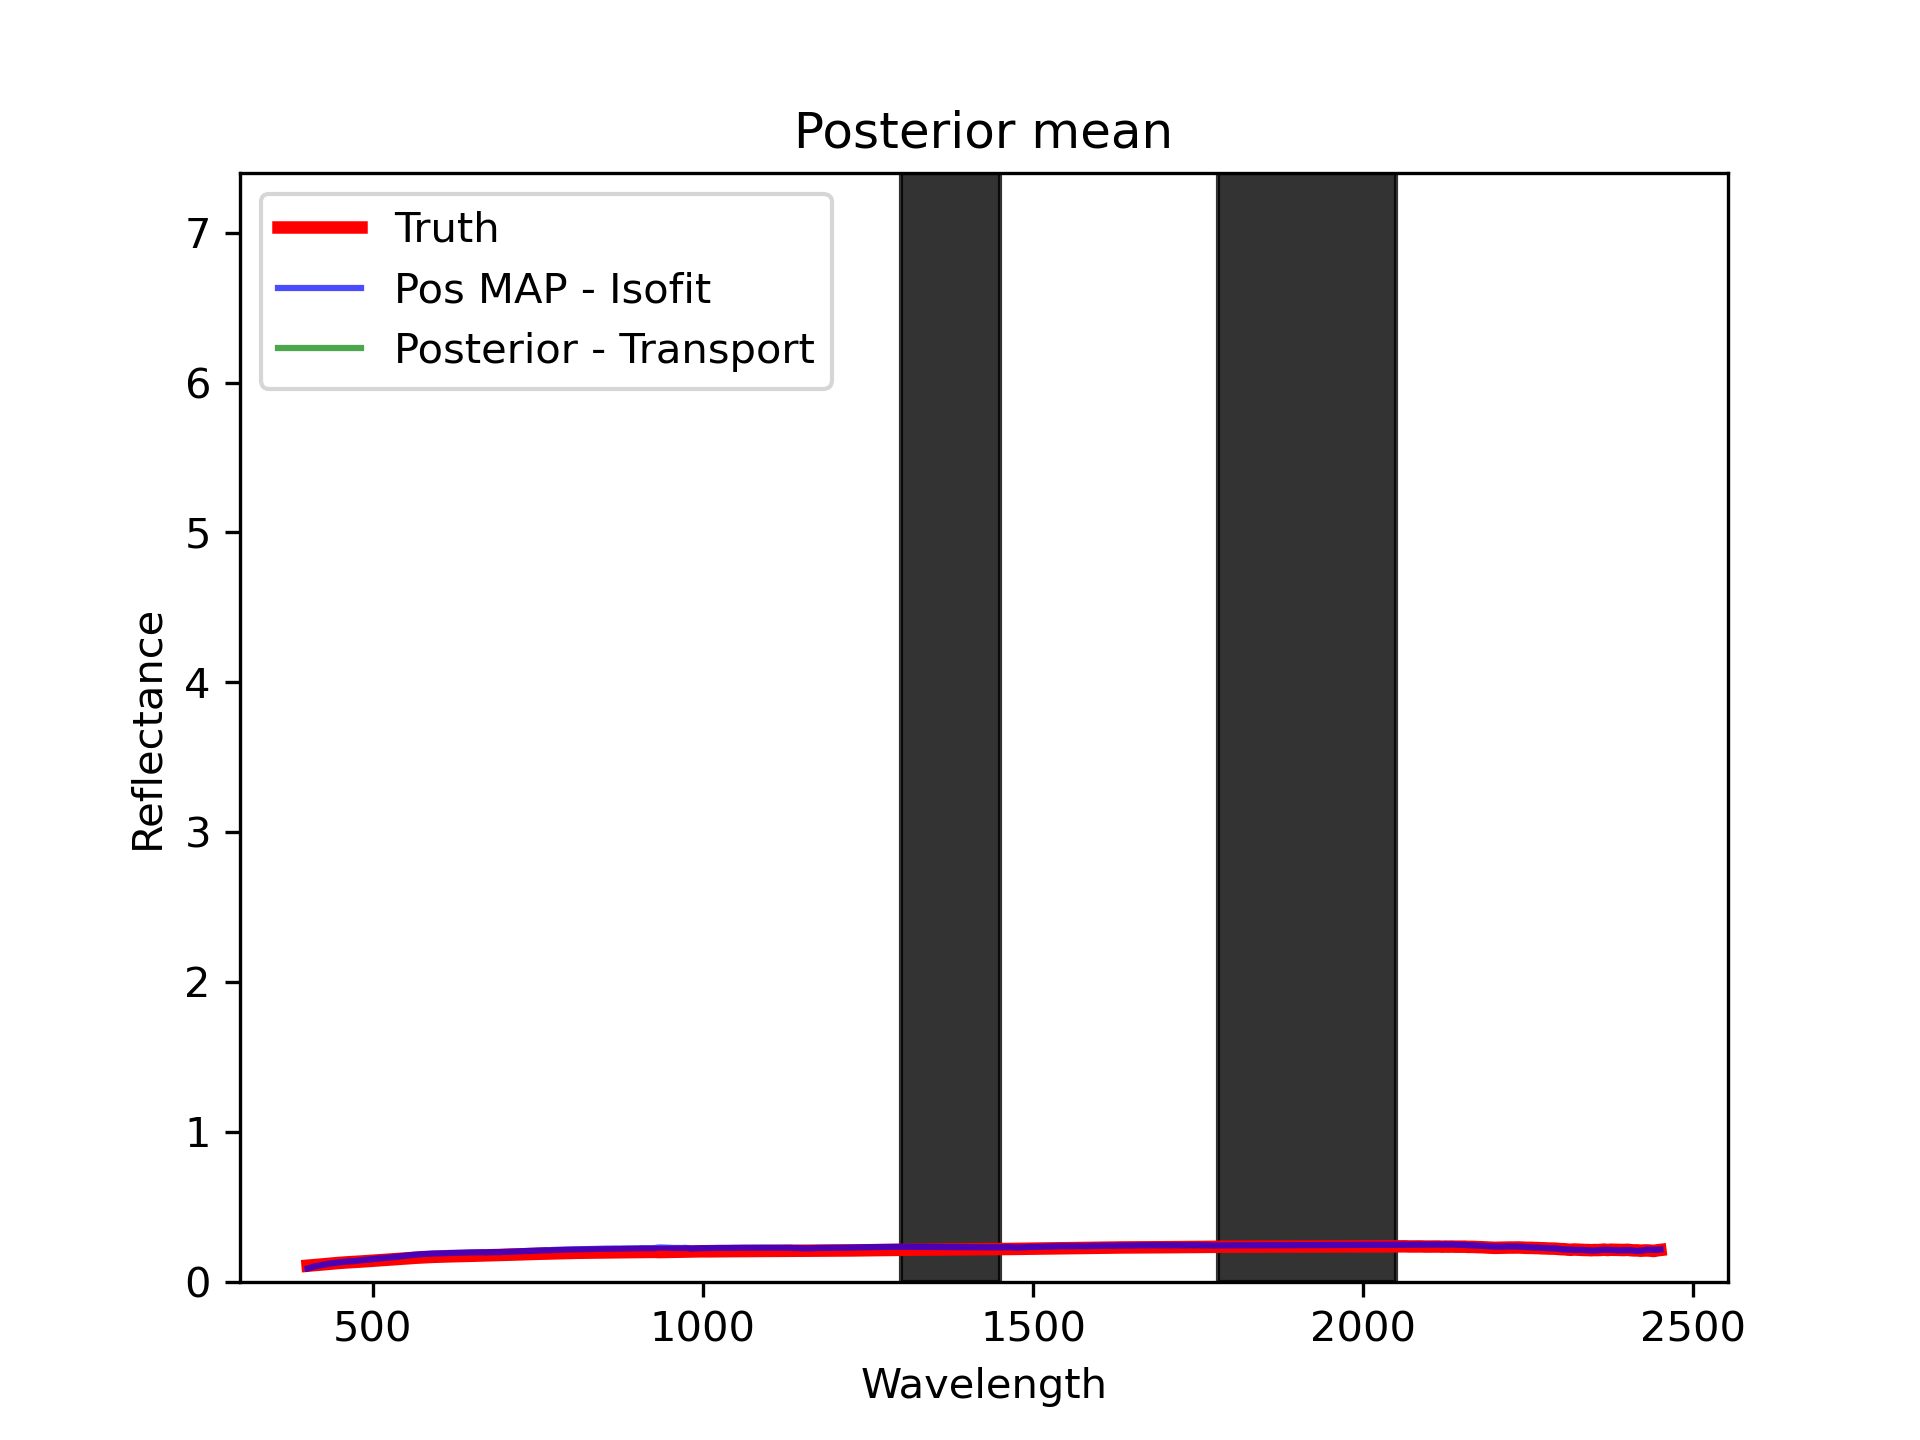 Posterior mean
Truth
Pos MAP - Isofit
Posterior - Transport
7
6
5
4
3
2
1
0
Reflectance
500 1000 1500 2000 2500
Wavelength